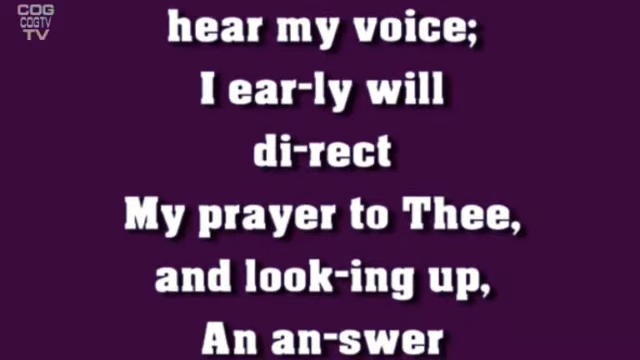 COG
COGTV
TV
hear my voice;
I ear-ly will
di-rect
My prayer to Thee,
and look-ing up,
An an-swer